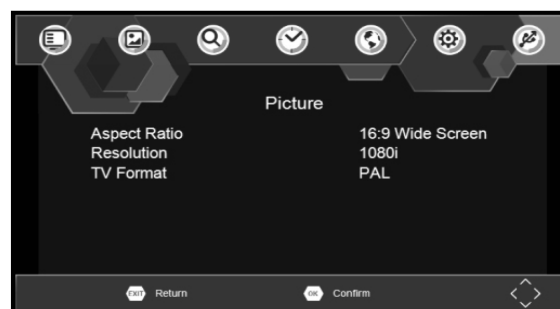 Picture
Aspect Ratio 16:9 Wide Screen
Resolution 1080i
TV Format PAL
EXIT Return OK Confirm